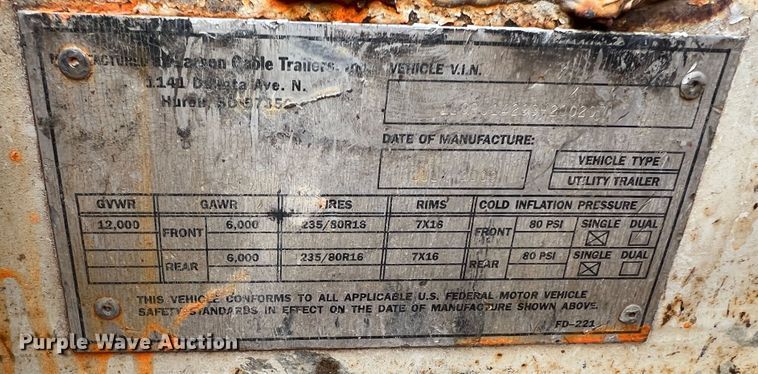 Larson Cable Trailers, VEHICLE V.I.N.
1141 Dakota Ave. N.
Huron, SD 57350
DATE OF MANUFACTURE:
VEHICLE TYPE
UTILITY TRAILER
GVWR GAWR TIRES RIMS COLD INFLATION PRESSURE
12,000 FRONT 6,000 235/80R16 7X16 FRONT 80 PSI SINGLE DUAL
REAR 6,000 235/80R16 7X16 REAR 80 PSI SINGLE DUAL
THIS VEHICLE CONFORMS TO ALL APPLICABLE U.S. FEDERAL MOTOR VEHICLE
SAFETY STANDARDS IN EFFECT ON THE DATE OF MANUFACTURE SHOWN ABOVE.
FD-221
Purple Wave Auction